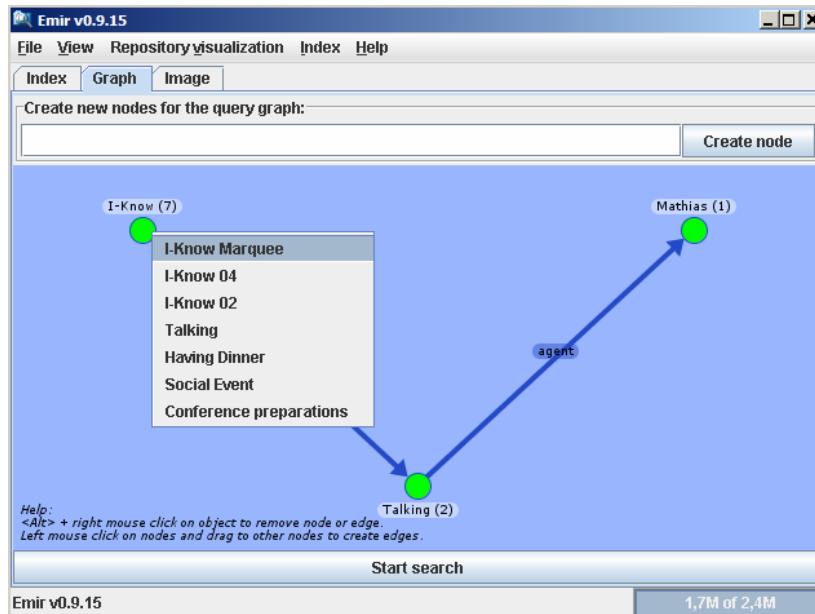 Emir v0.9.15
File View Repository visualization Index Help
Index Graph Image
Create new nodes for the query graph:
Create node
I-Know (7)
Mathias (1)
I-Know Marquee
I-Know 04
I-Know 02
Talking
Having Dinner
Social Event
Conference preparations
agent
Talking (2)
Help:
<Alt> + right mouse click on object to remove node or edge.
Left mouse click on nodes and drag to other nodes to create edges.
Start search
Emir v0.9.15 1,7M of 2,4M